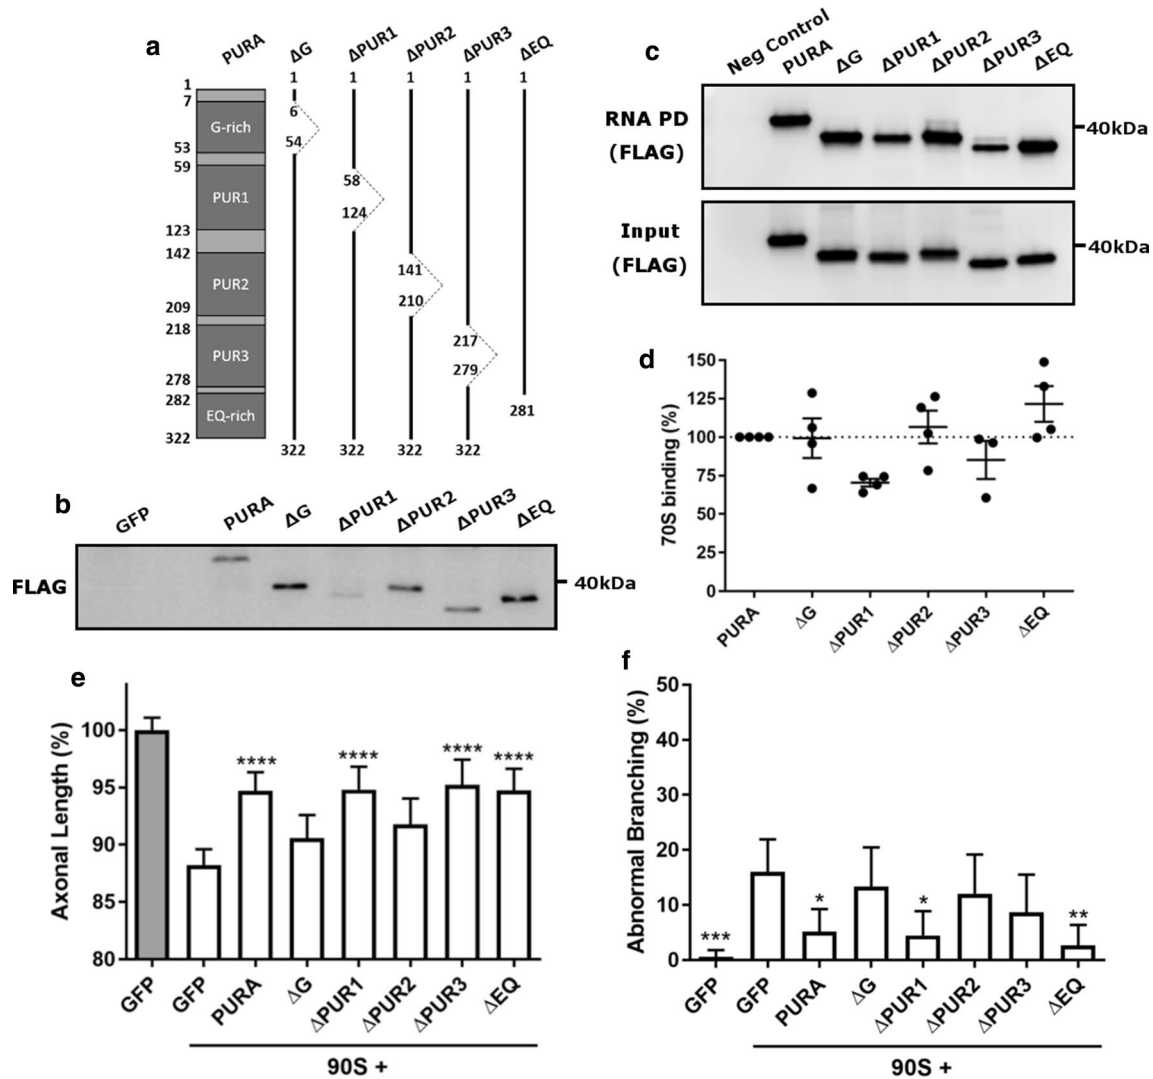 a
PURA ΔG ΔPUR1 ΔPUR2 ΔPUR3 ΔEQ
1 1 1 1 1 1
7
G-rich
6
54
53
59
PUR1
58
124
123
142
PUR2
141
210
209
218
PUR3
217
279
278
282
EQ-rich
281
322 322 322 322 322
b
GFP PURA ΔG ΔPUR1 ΔPUR2 ΔPUR3 ΔEQ
FLAG
40kDa
c
Neg Control PURA ΔG ΔPUR1 ΔPUR2 ΔPUR3 ΔEQ
RNA PD
(FLAG)
40kDa
Input
(FLAG)
40kDa
d
70S binding (%)
150
125
100
75
50
25
0
PURA ΔG ΔPUR1 ΔPUR2 ΔPUR3 ΔEQ
e
Axonal Length (%)
100
95
90
85
80
**** **** **** ****
GFP GFP PURA ΔG ΔPUR1 ΔPUR2 ΔPUR3 ΔEQ
90S +
f
Abnormal Branching (%)
50
40
30
20
10
0
*** * * **
GFP GFP PURA ΔG ΔPUR1 ΔPUR2 ΔPUR3 ΔEQ
90S +